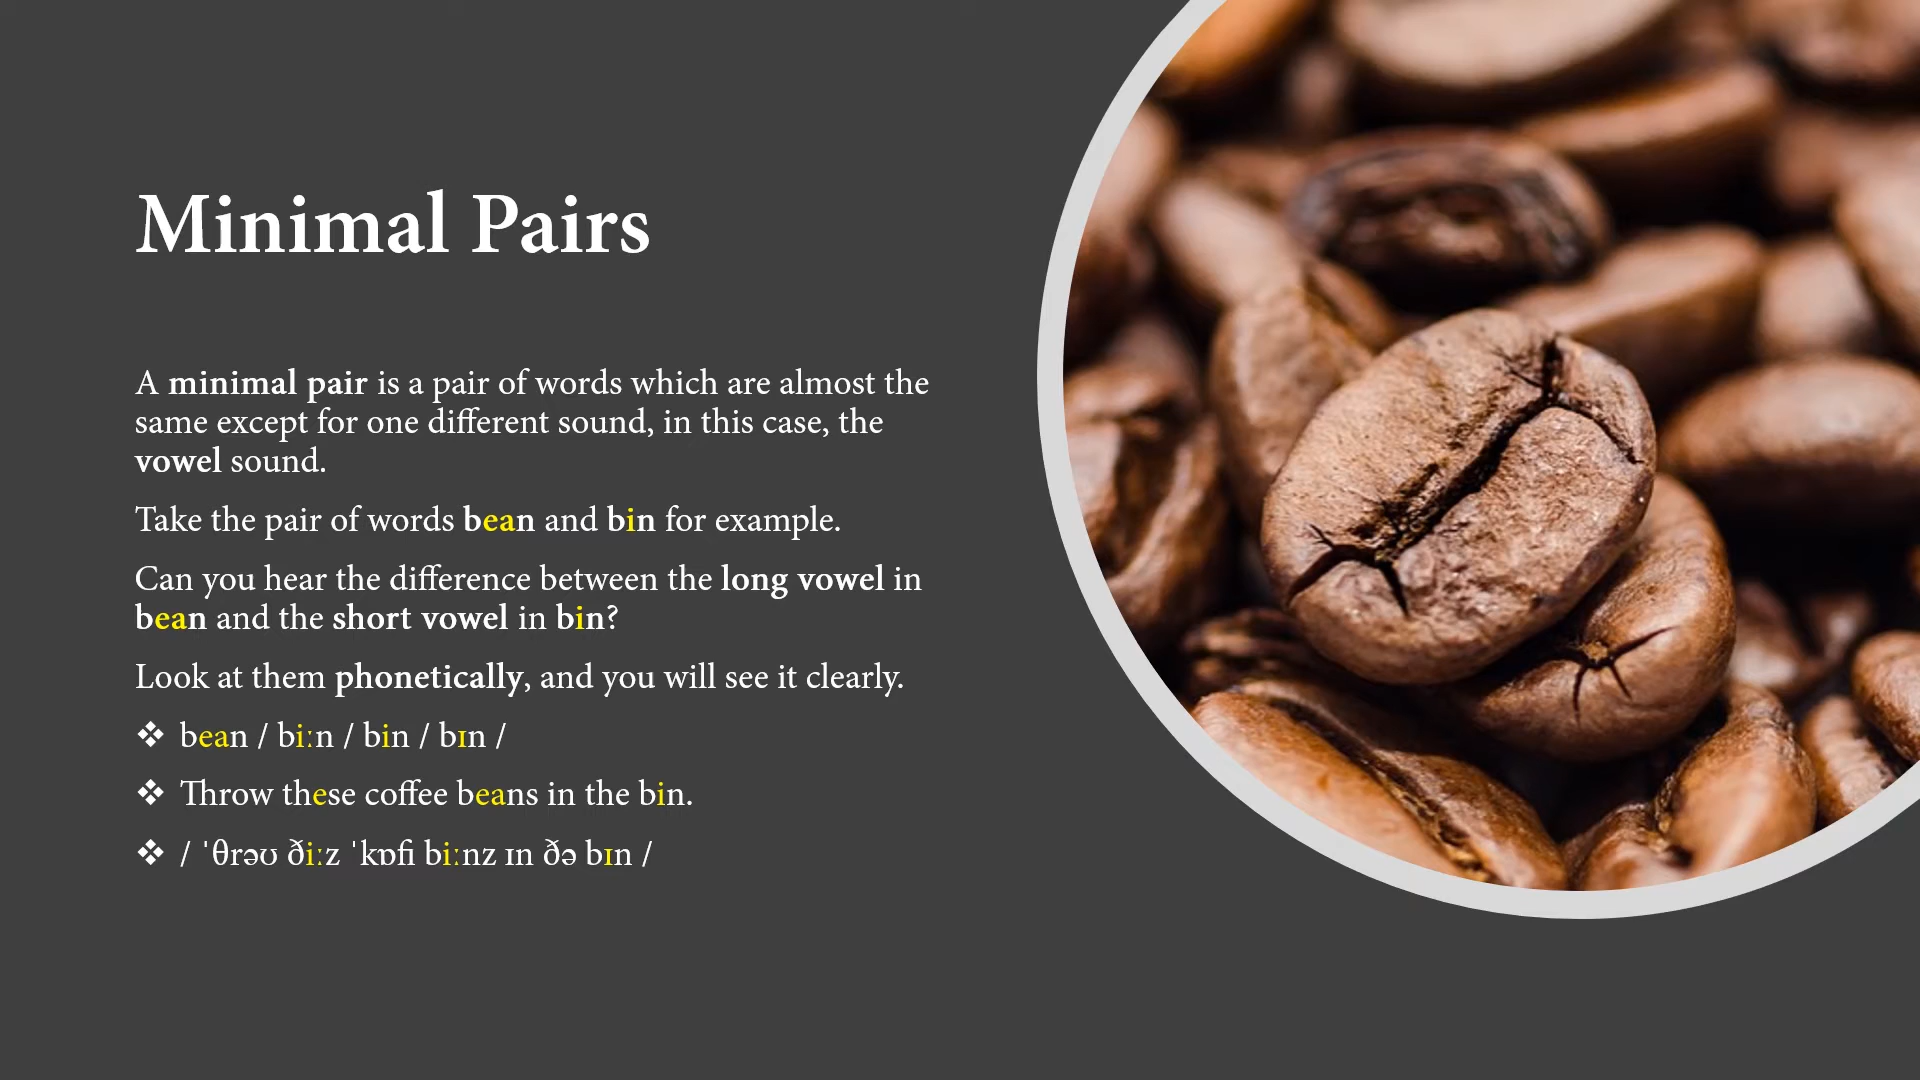 Minimal Pairs
A minimal pair is a pair of words which are almost the
same except for one different sound, in this case, the
vowel sound.
Take the pair of words bean and bin for example.
Can you hear the difference between the long vowel in
bean and the short vowel in bin?
Look at them phonetically, and you will see it clearly.
❖ bean / biːn / bin / bɪn /
❖ Throw these coffee beans in the bin.
❖ / ˈθrəʊ ðiːz ˈkɒfi biːnz ɪn ðə bɪn /